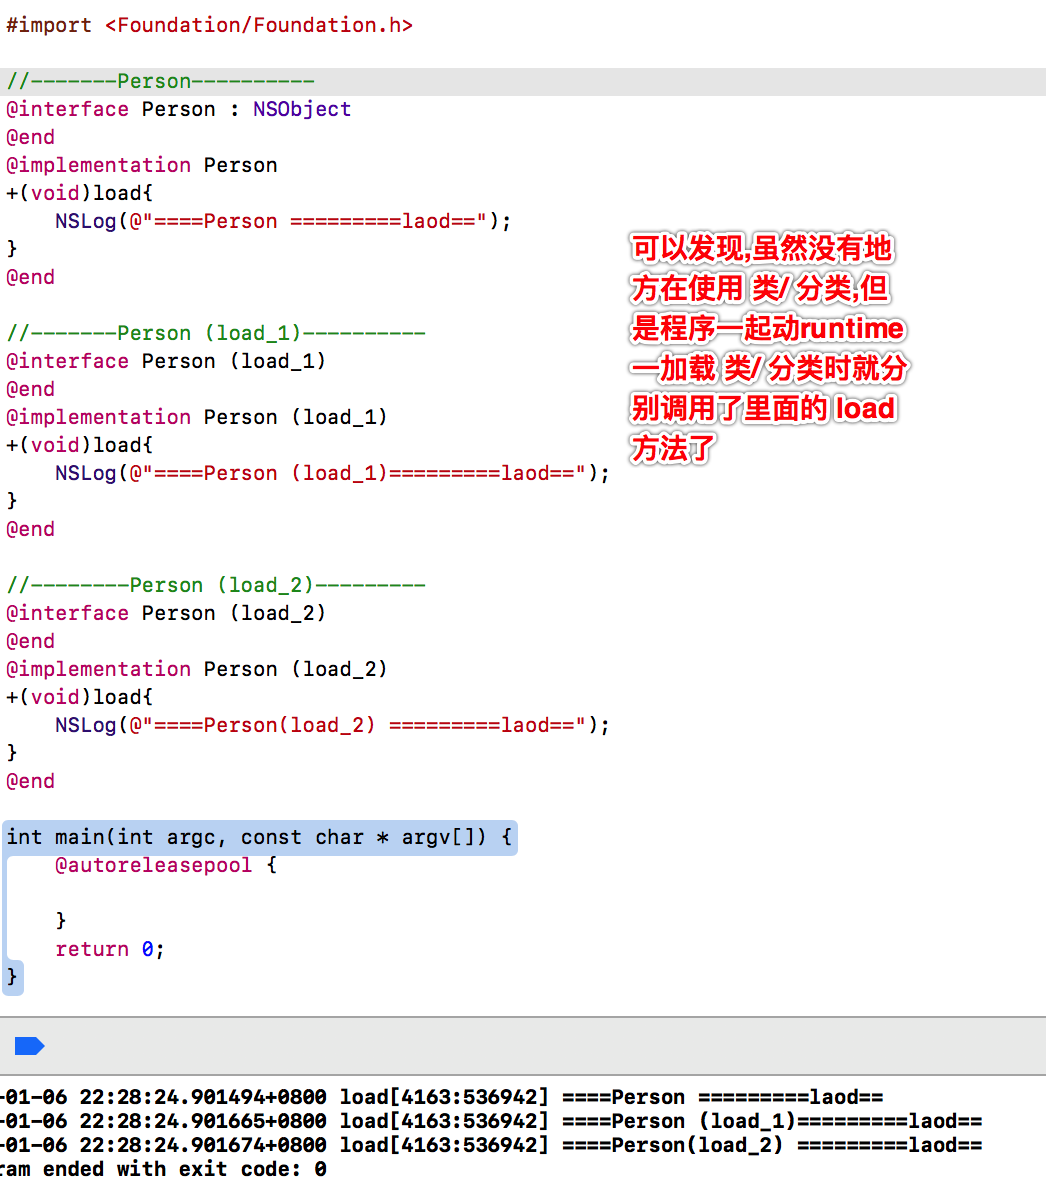 #import <Foundation/Foundation.h>
//-------Person----------
@interface Person : NSObject
@end
@implementation Person
+(void)load{
    NSLog(@"====Person =========laod==");
}
@end
//-------Person (load_1)----------
@interface Person (load_1)
@end
@implementation Person (load_1)
+(void)load{
    NSLog(@"====Person (load_1)=========laod==");
}
@end
//--------Person (load_2)---------
@interface Person (load_2)
@end
@implementation Person (load_2)
+(void)load{
    NSLog(@"====Person(load_2) =========laod==");
}
@end
int main(int argc, const char * argv[]) {
    @autoreleasepool {
    }
    return 0;
}
可以发现,虽然没有地
方在使用 类/ 分类,但
是程序一起动runtime
一加载 类/ 分类时就分
别调用了里面的 load
方法了
-01-06 22:28:24.901494+0800 load[4163:536942] ====Person =========laod==
-01-06 22:28:24.901665+0800 load[4163:536942] ====Person (load_1)=========laod==
-01-06 22:28:24.901674+0800 load[4163:536942] ====Person(load_2) =========laod==
ram ended with exit code: 0